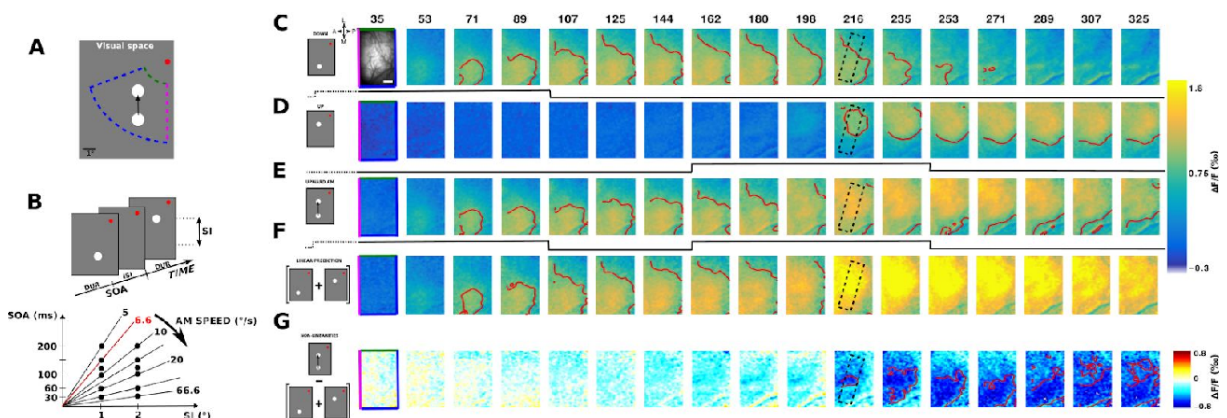 A
Visual space
1°
B
SI
DUR
ISI
DUR
TIME
SOA
SOA (ms)
5
6.6
AM SPEED (°/s)
10
20
66.6
200
100
60
30
1
2
SI (°)
C
35 53 71 89 107 125 144 162 180 198 216 235 253 271 289 307 325
DOWN
D
UP
E
F
LINEAR PREDICTION
+
G
NON-LINEARITIES
−
+
1.8
0.76
−0.3
ΔF/F (‰)
0.8
-0.8
ΔF/F (‰)